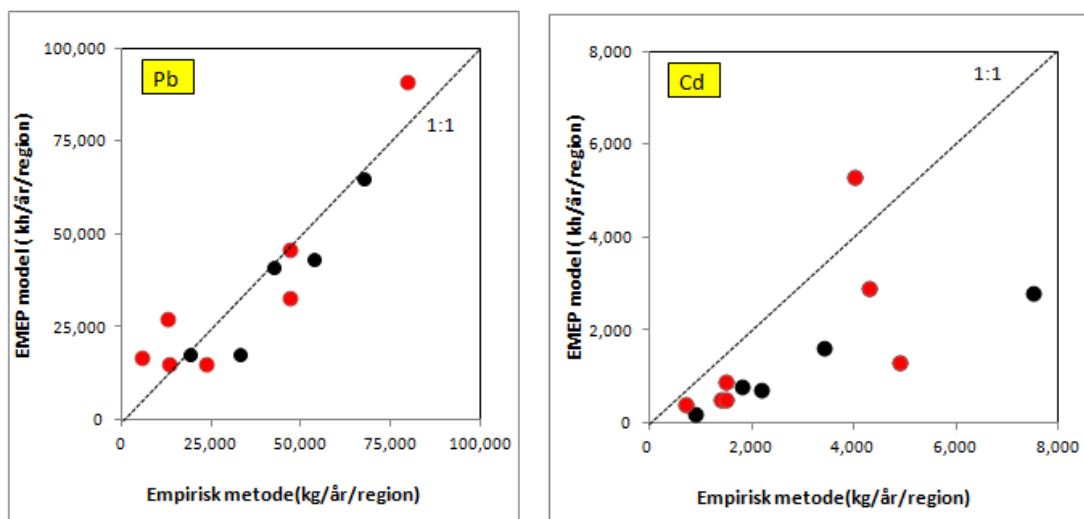 Pb
1:1
100,000
75,000
50,000
25,000
0
0 25,000 50,000 75,000 100,000
EMEP model ( kh/år/region)
Empirisk metode(kg/år/region)
Cd
1:1
8,000
6,000
4,000
2,000
0
0 2,000 4,000 6,000 8,000
EMEP model ( kh/år/region)
Empirisk metode(kg/år/region)